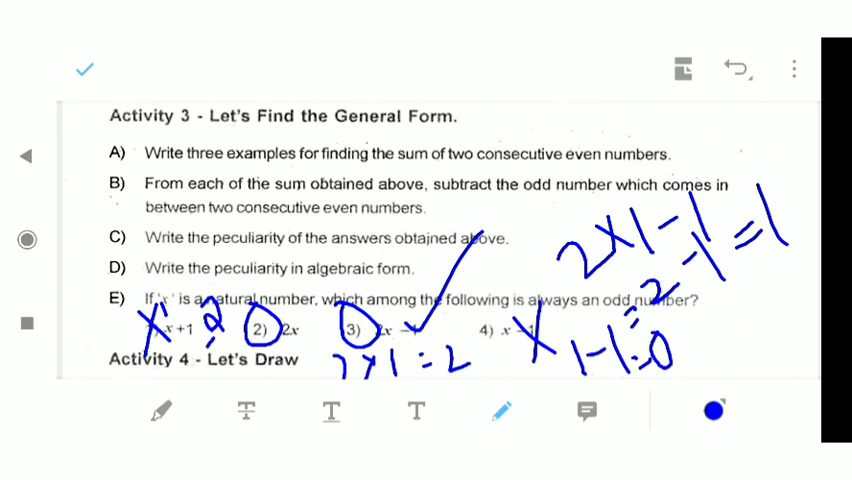 Activity 3 - Let's Find the General Form.
A) Write three examples for finding the sum of two consecutive even numbers.
B) From each of the sum obtained above, subtract the odd number which comes in
between two consecutive even numbers.
C) Write the peculiarity of the answers obtained above.
D) Write the peculiarity in algebraic form.
2×1-1
=2-1=1
E) If 'x' is a natural number, which among the following is always an odd number?
x+1 2) 2x 3) 2x 4) x
1-1=0
2×1=2
Activity 4 - Let's Draw
T T T